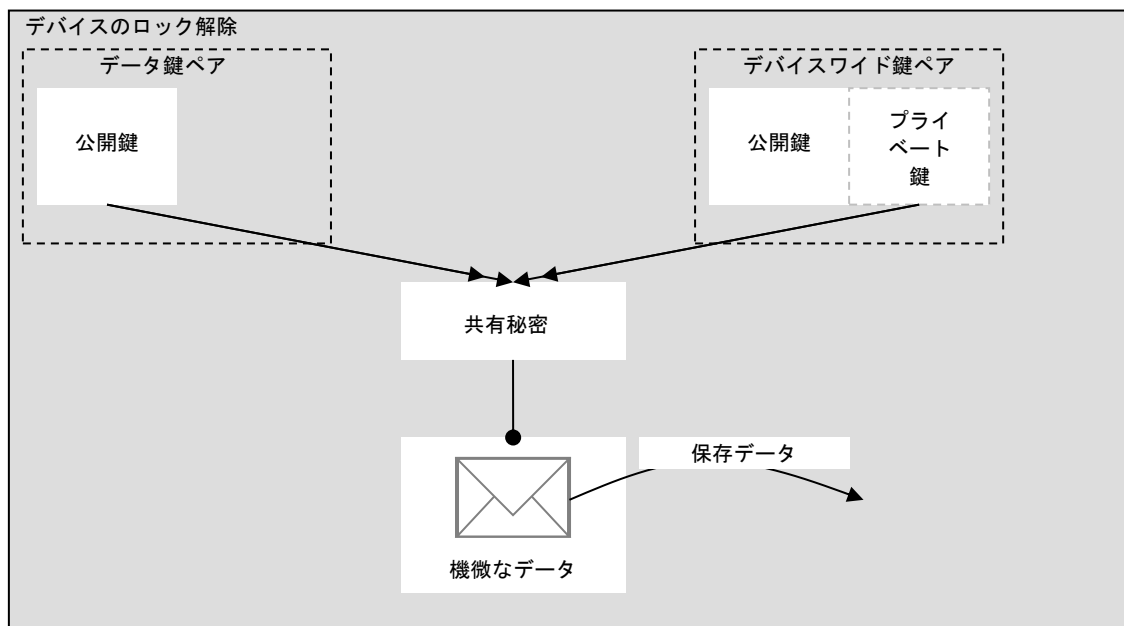 デバイスのロック解除
データ鍵ペア
デバイスワイド鍵ペア
公開鍵
公開鍵
プライ
ベート
鍵
共有秘密
保存データ
機微なデータ